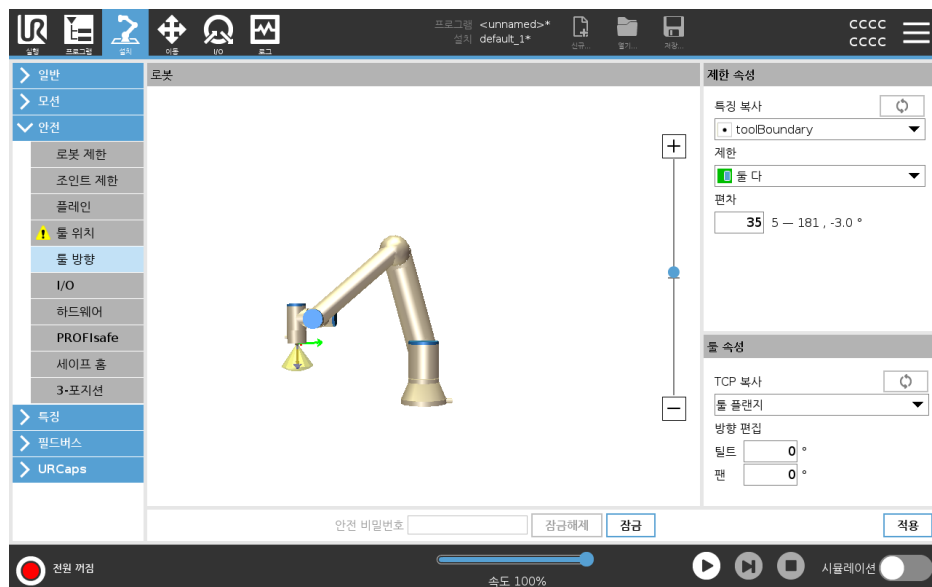 UR
프로그램 <unnamed>*
설치 default_1*
실행
프로그램
설치
이동
I/O
로그
신규...
열기...
저장...
CCCC
CCCC
일반
모션
안전
로봇 제한
조인트 제한
플레인
툴 위치
툴 방향
I/O
하드웨어
PROFIsafe
세이프 홈
3-포지션
특징
필드버스
URCaps
로봇
제한 속성
특징 복사
toolBoundary
제한
둘 다
편차
35 5 — 181 , -3.0 °
툴 속성
TCP 복사
툴 플랜지
방향 편집
틸트 0 °
팬 0 °
안전 비밀번호
잠금해제
잠금
적용
전원 꺼짐
속도 100%
시뮬레이션